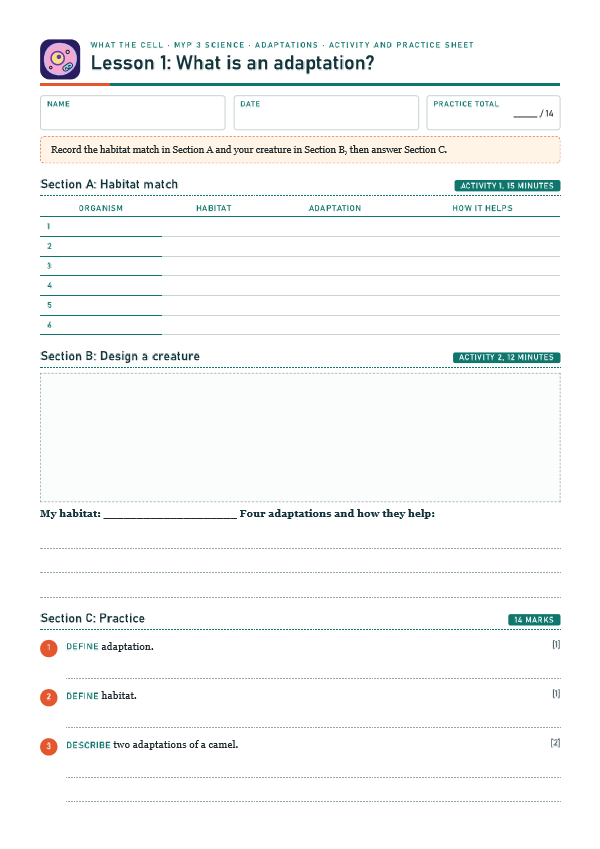 WHAT THE CELL · MYP 3 SCIENCE · ADAPTATIONS · ACTIVITY AND PRACTICE SHEET
Lesson 1: What is an adaptation?
NAME
DATE
PRACTICE TOTAL
_____ / 14
Record the habitat match in Section A and your creature in Section B, then answer Section C.
Section A: Habitat match
ACTIVITY 1, 15 MINUTES
ORGANISM HABITAT ADAPTATION HOW IT HELPS
1
2
3
4
5
6
Section B: Design a creature
ACTIVITY 2, 12 MINUTES
My habitat: ____________________ Four adaptations and how they help:
Section C: Practice
14 MARKS
1 DEFINE adaptation. [1]
2 DEFINE habitat. [1]
3 DESCRIBE two adaptations of a camel. [2]